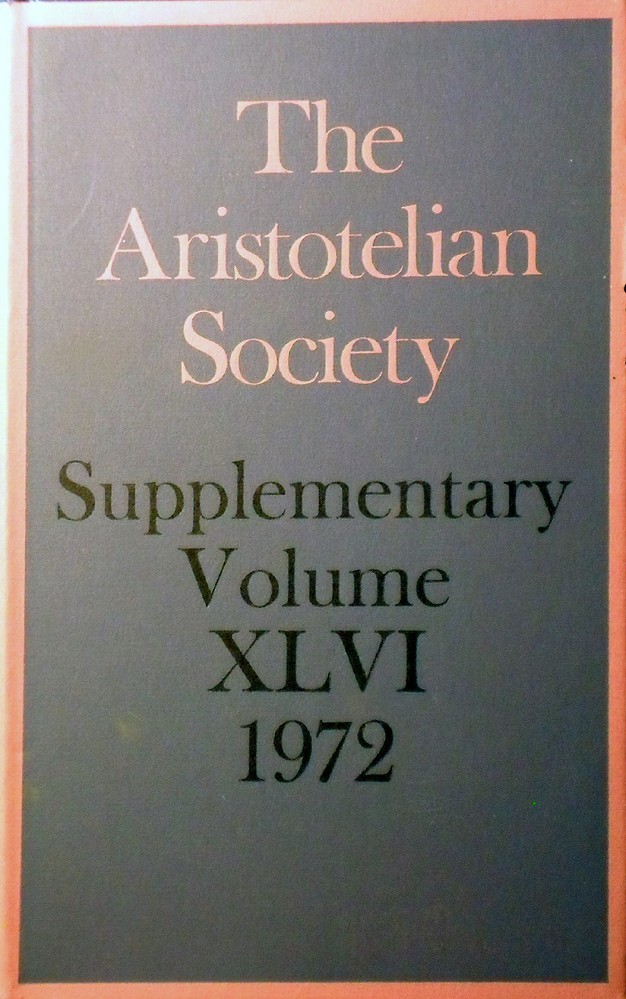 The
Aristotelian
Society
Supplementary
Volume
XLVI
1972